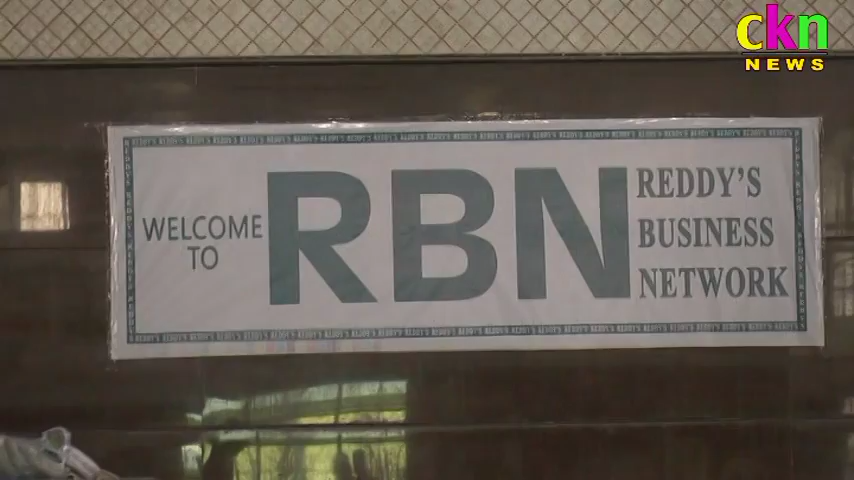 ckn
NEWS
WELCOME
TO
RBN
REDDY'S
BUSINESS
NETWORK